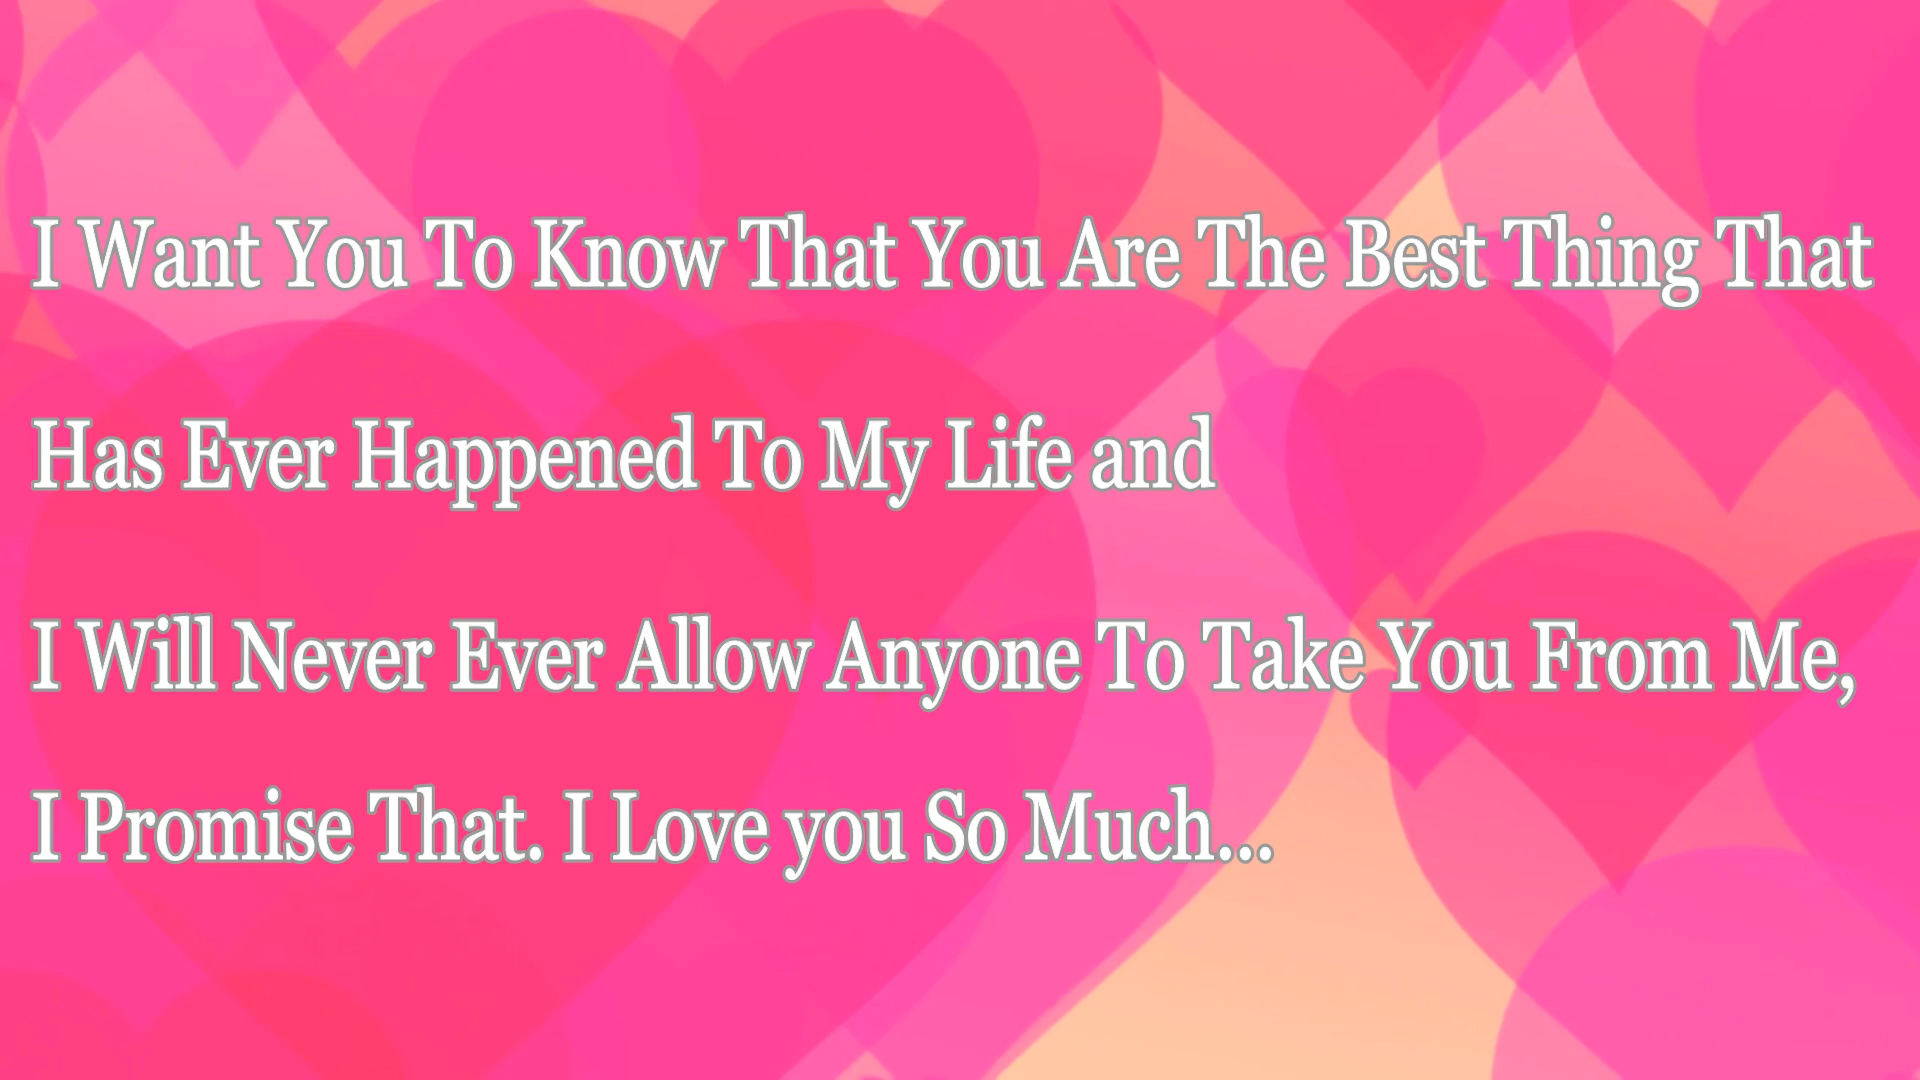 I Want You To Know That You Are The Best Thing That
Has Ever Happened To My Life and
I Will Never Ever Allow Anyone To Take You From Me,
I Promise That. I Love you So Much...